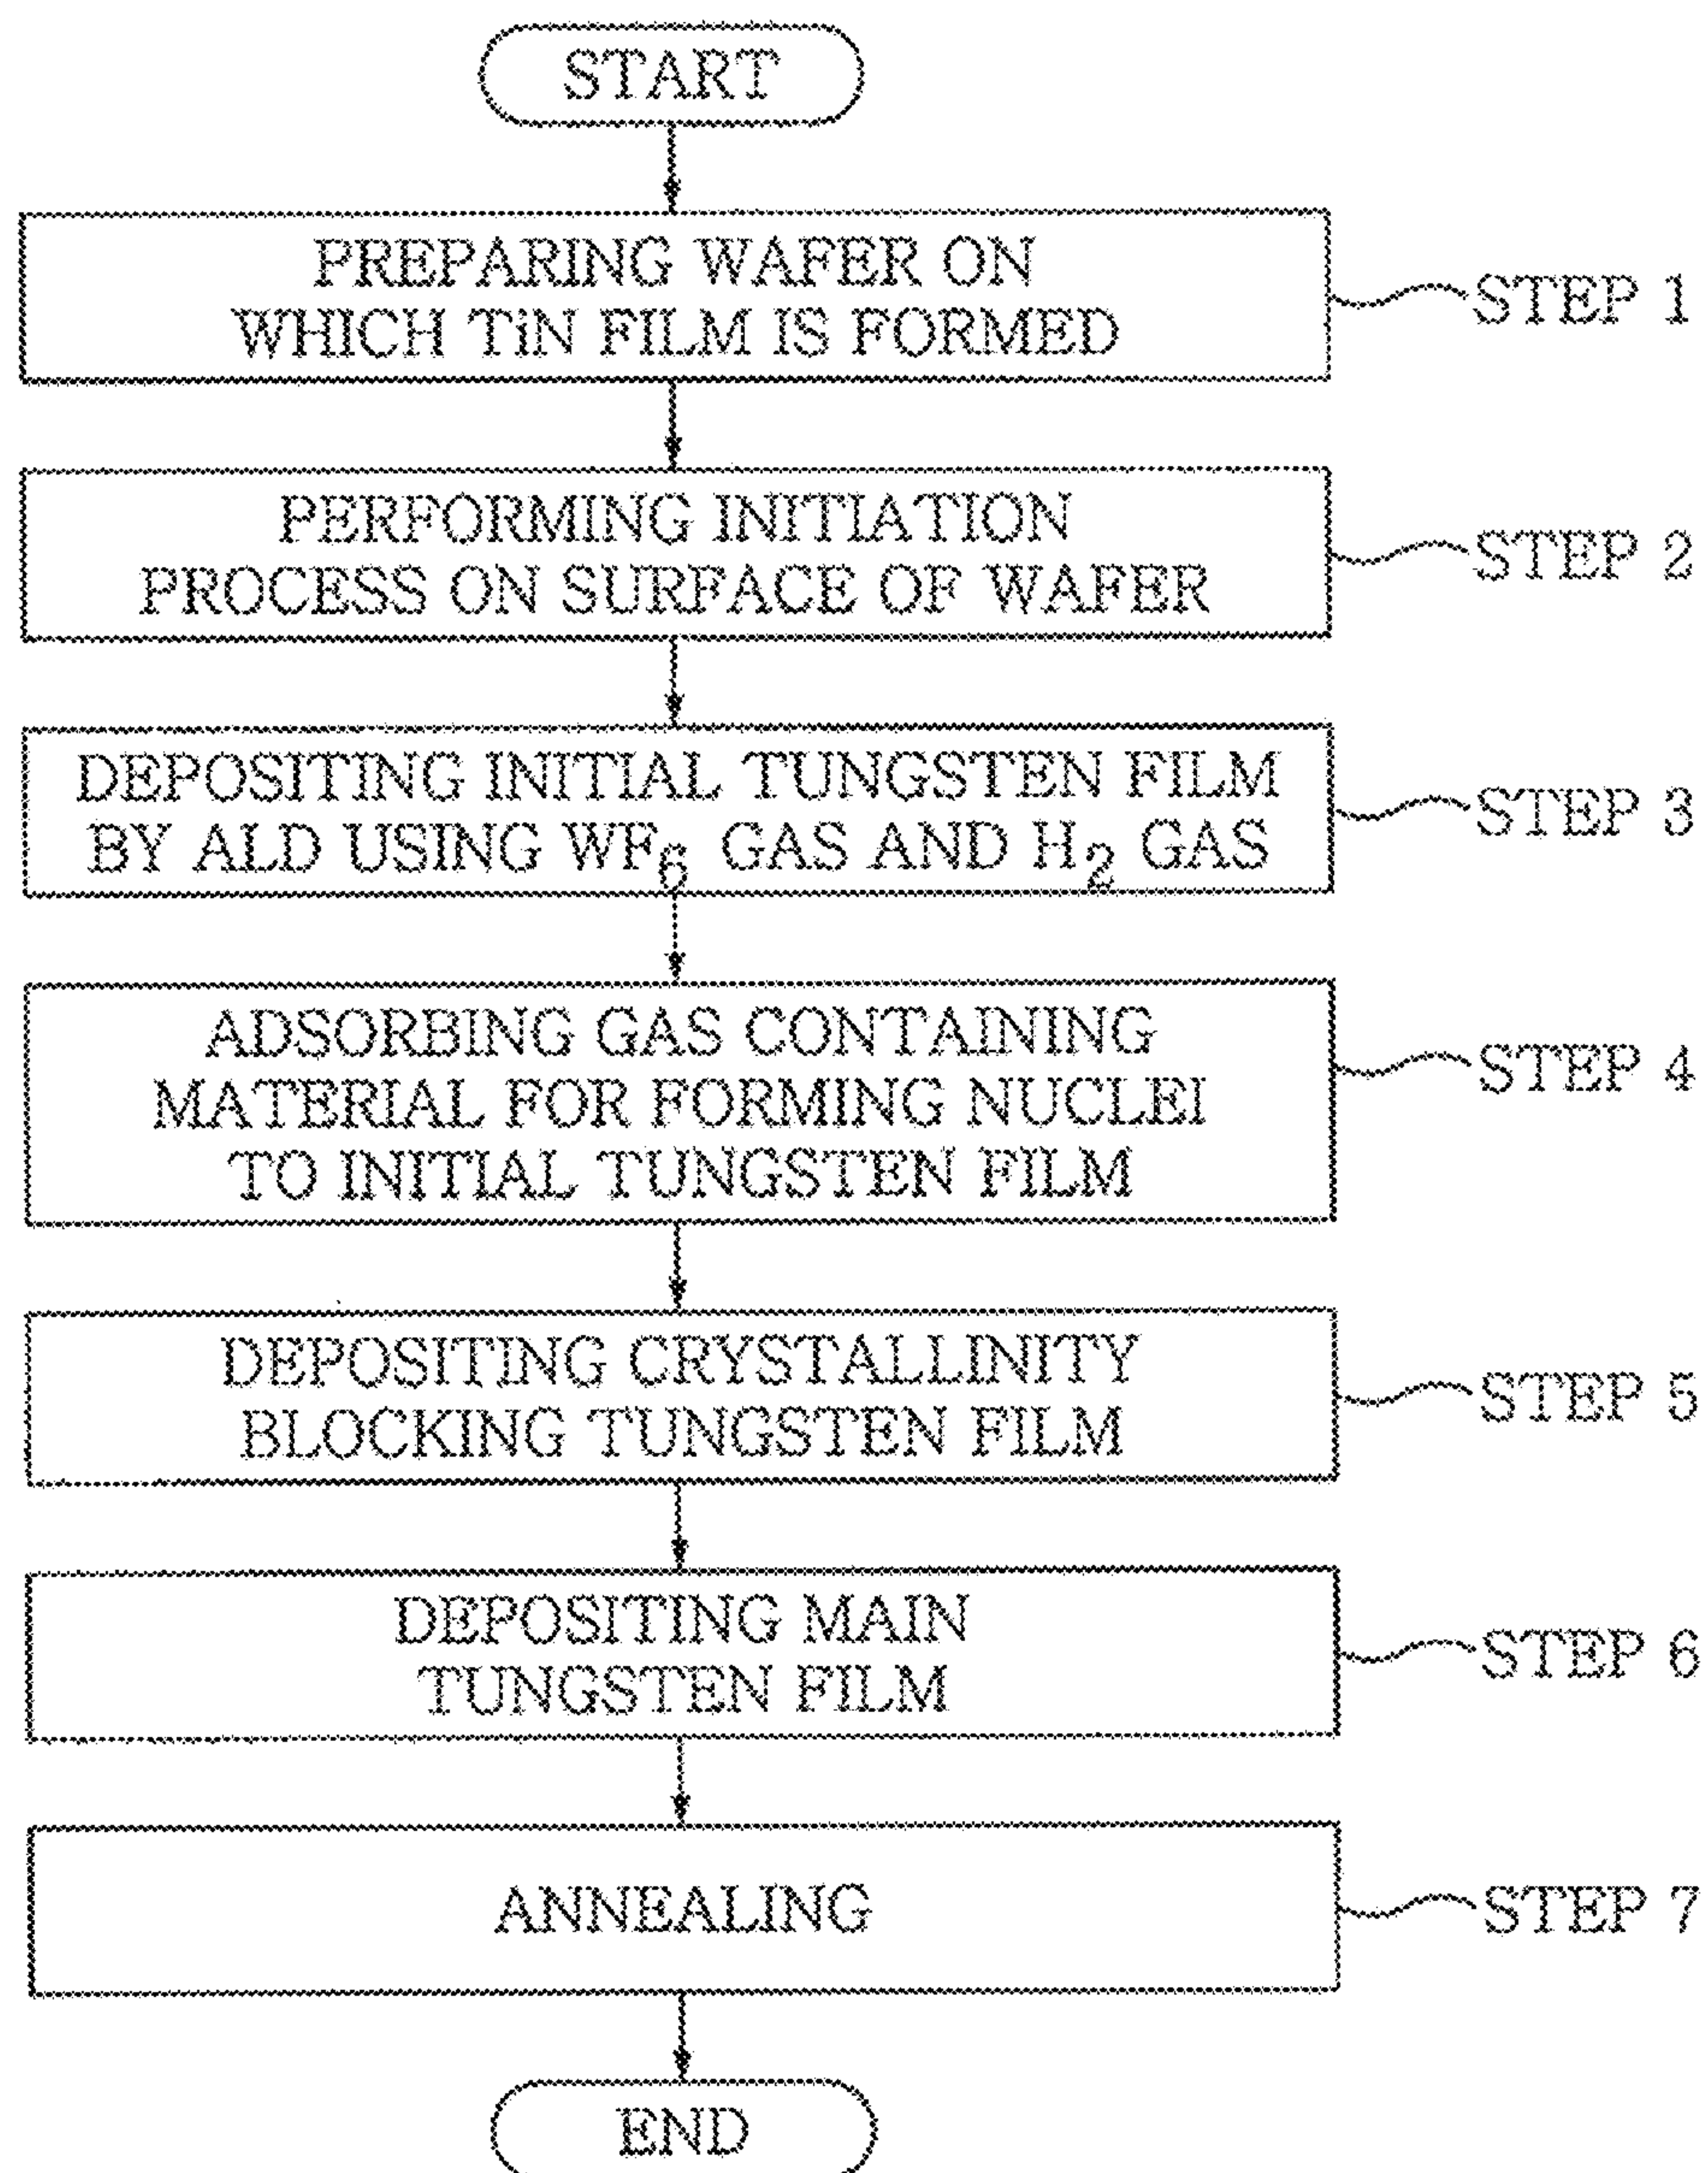 START
PREPARING WAFER ON
WHICH TiN FILM IS FORMED
STEP 1
PERFORMING INITIATION
PROCESS ON SURFACE OF WAFER
STEP 2
DEPOSITING INITIAL TUNGSTEN FILM
BY ALD USING WF6 GAS AND H2 GAS
STEP 3
ADSORBING GAS CONTAINING
MATERIAL FOR FORMING NUCLEI
TO INITIAL TUNGSTEN FILM
STEP 4
DEPOSITING CRYSTALLINITY
BLOCKING TUNGSTEN FILM
STEP 5
DEPOSITING MAIN
TUNGSTEN FILM
STEP 6
ANNEALING
STEP 7
END